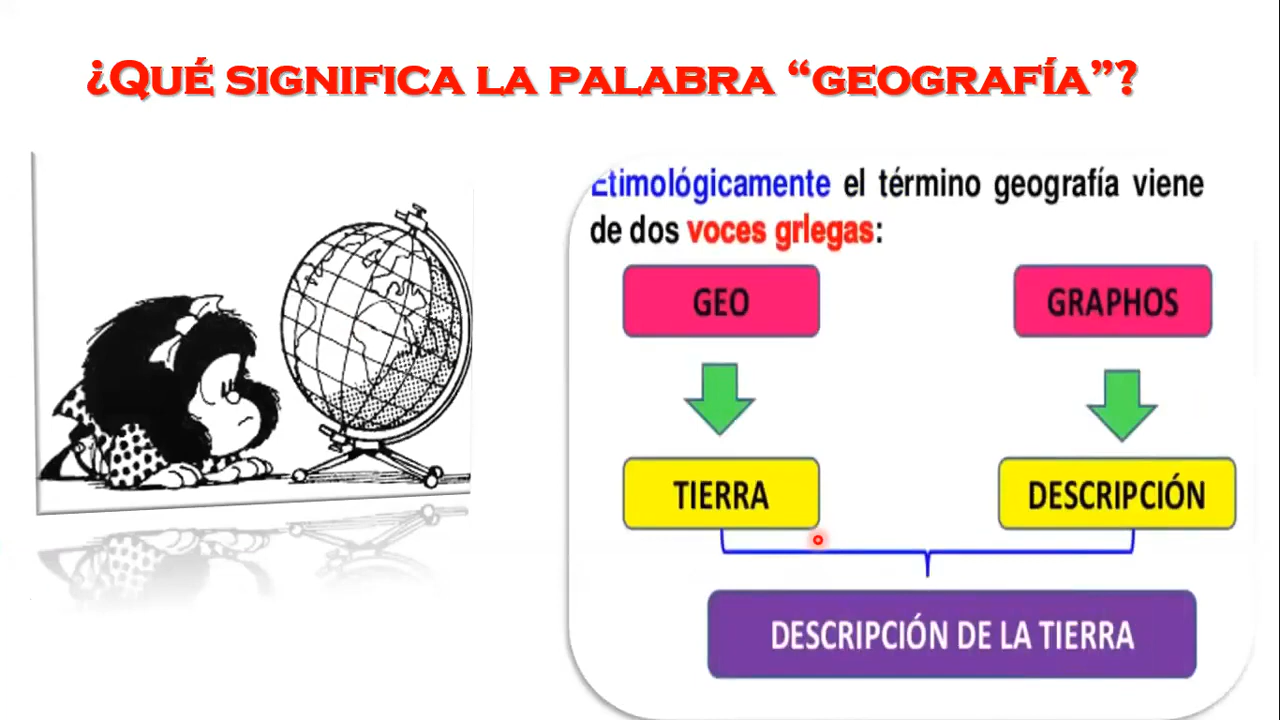 ¿QUÉ SIGNIFICA LA PALABRA “GEOGRAFÍA”?
Etimológicamente el término geografía viene
de dos voces grlegas:
GEO
GRAPHOS
TIERRA
DESCRIPCIÓN
DESCRIPCIÓN DE LA TIERRA